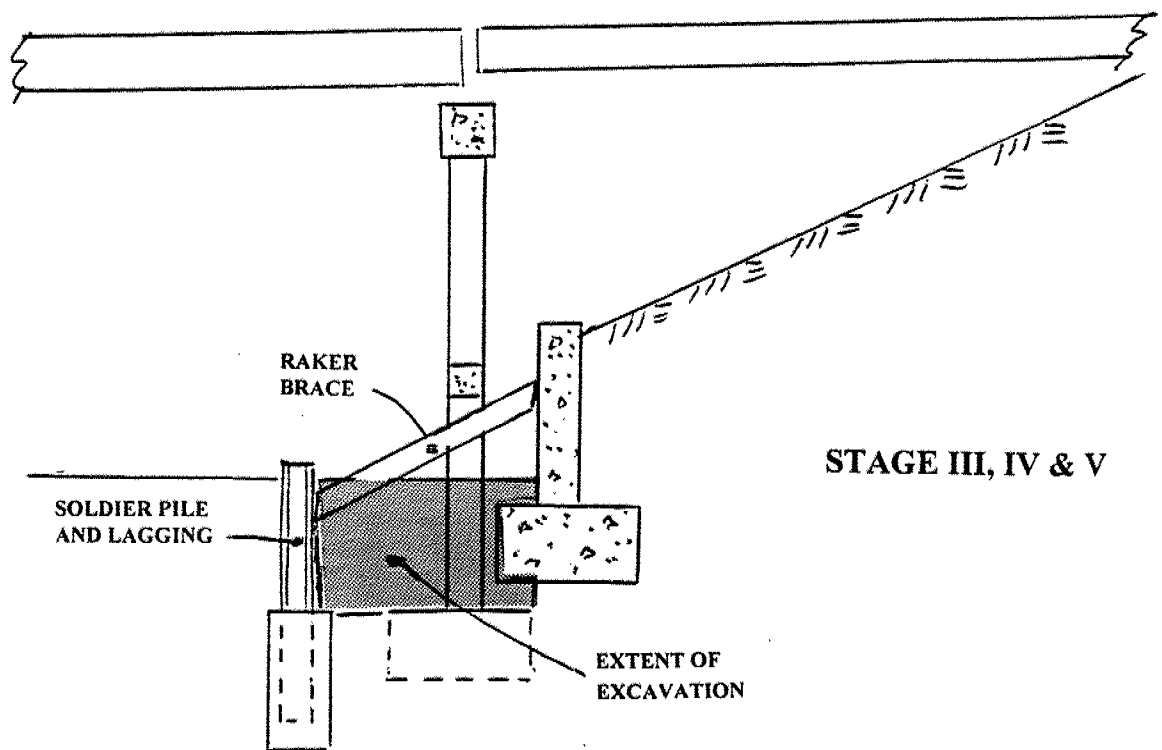 RAKER
BRACE
STAGE III, IV & V
SOLDIER PILE
AND LAGGING
EXTENT OF
EXCAVATION